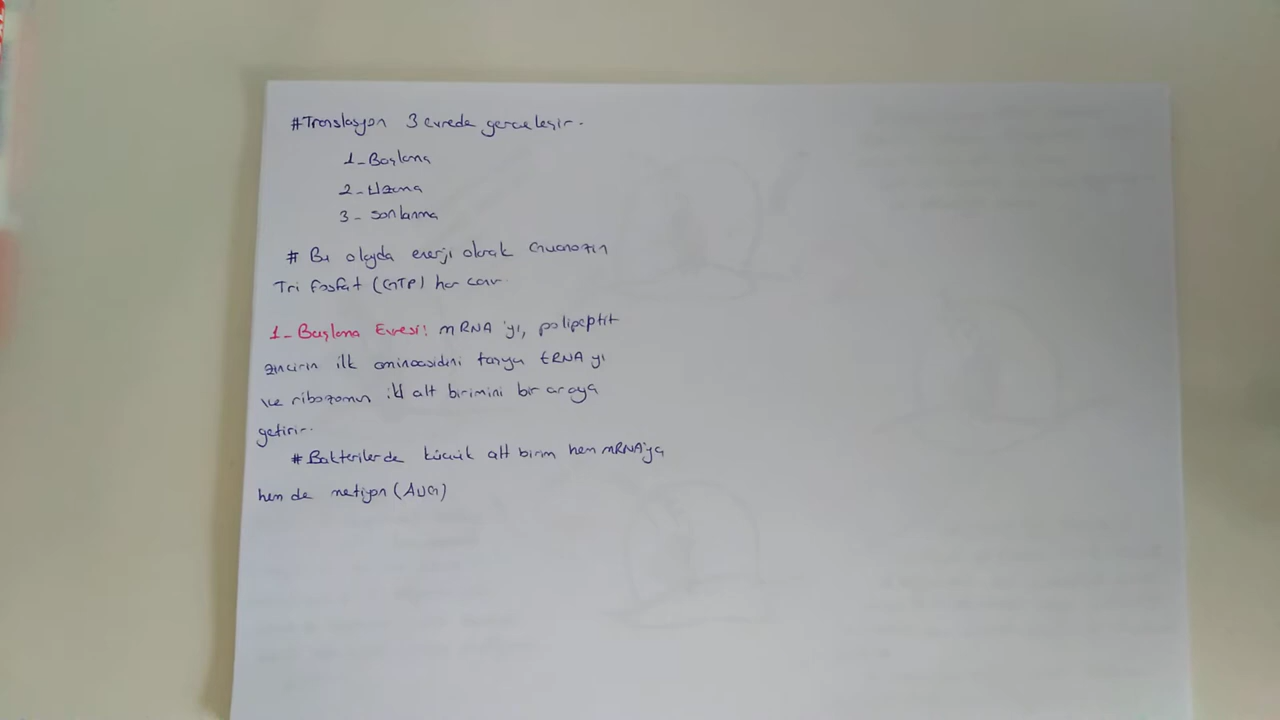 #Translasyon 3 evrede gerçekleşir.
1-Başlama
2-Uzama
3-Sonlanma
# Bu olayda enerji olarak Guanozin
Tri fosfat (GTP) harcanır.
1-Başlama Evresi: mRNA'yı, polipeptit
zincirin ilk aminoasidini taşıyan tRNA'yı
ve ribozomun iki alt birimini bir araya
getirir.
#Bakterilerde küçük alt birim hem mRNA'ya
hem de metiyon (AUG)